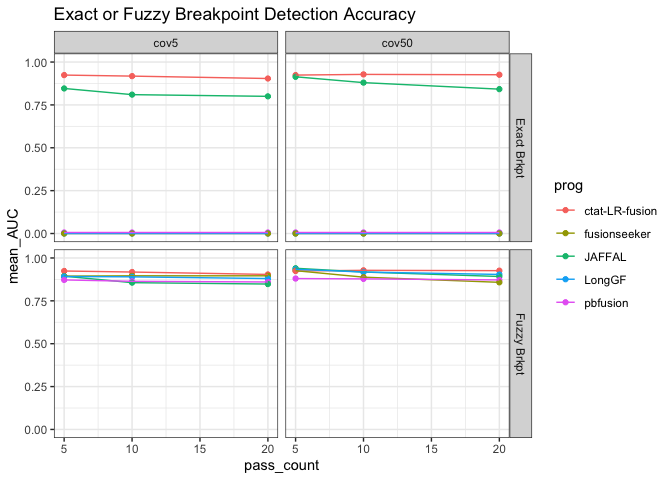 Exact or Fuzzy Breakpoint Detection Accuracy
cov5
cov50
1.00
0.75
0.50
0.25
0.00
Exact Brkpt
1.00
0.75
0.50
0.25
0.00
Fuzzy Brkpt
mean_AUC
5
10
15
20
5
10
15
20
pass_count
prog
ctat-LR-fusion
fusionseeker
JAFFAL
LongGF
pbfusion